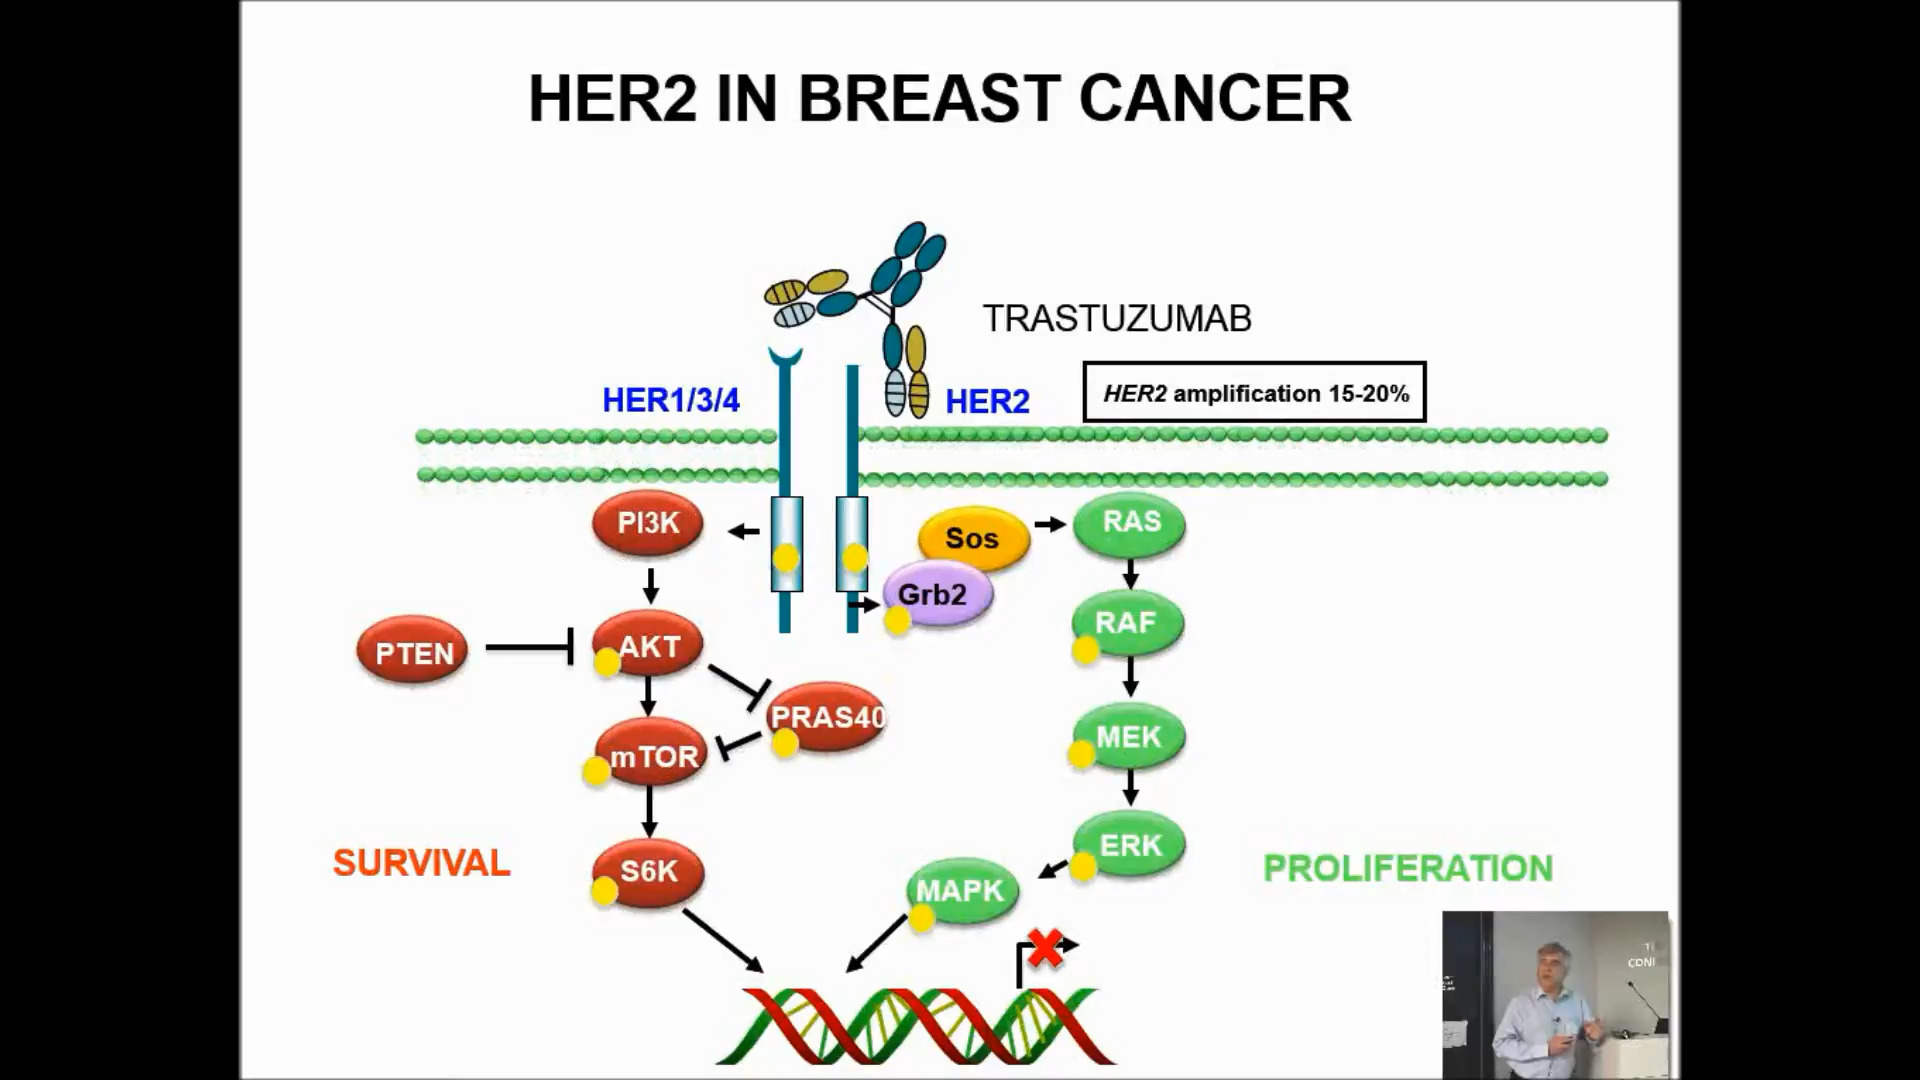 HER2 IN BREAST CANCER
TRASTUZUMAB
HER1/3/4
HER2
HER2 amplification 15-20%
PI3K
Sos
RAS
Grb2
RAF
PTEN
AKT
PRAS40
MEK
mTOR
ERK
SURVIVAL
S6K
MAPK
PROLIFERATION
CONI